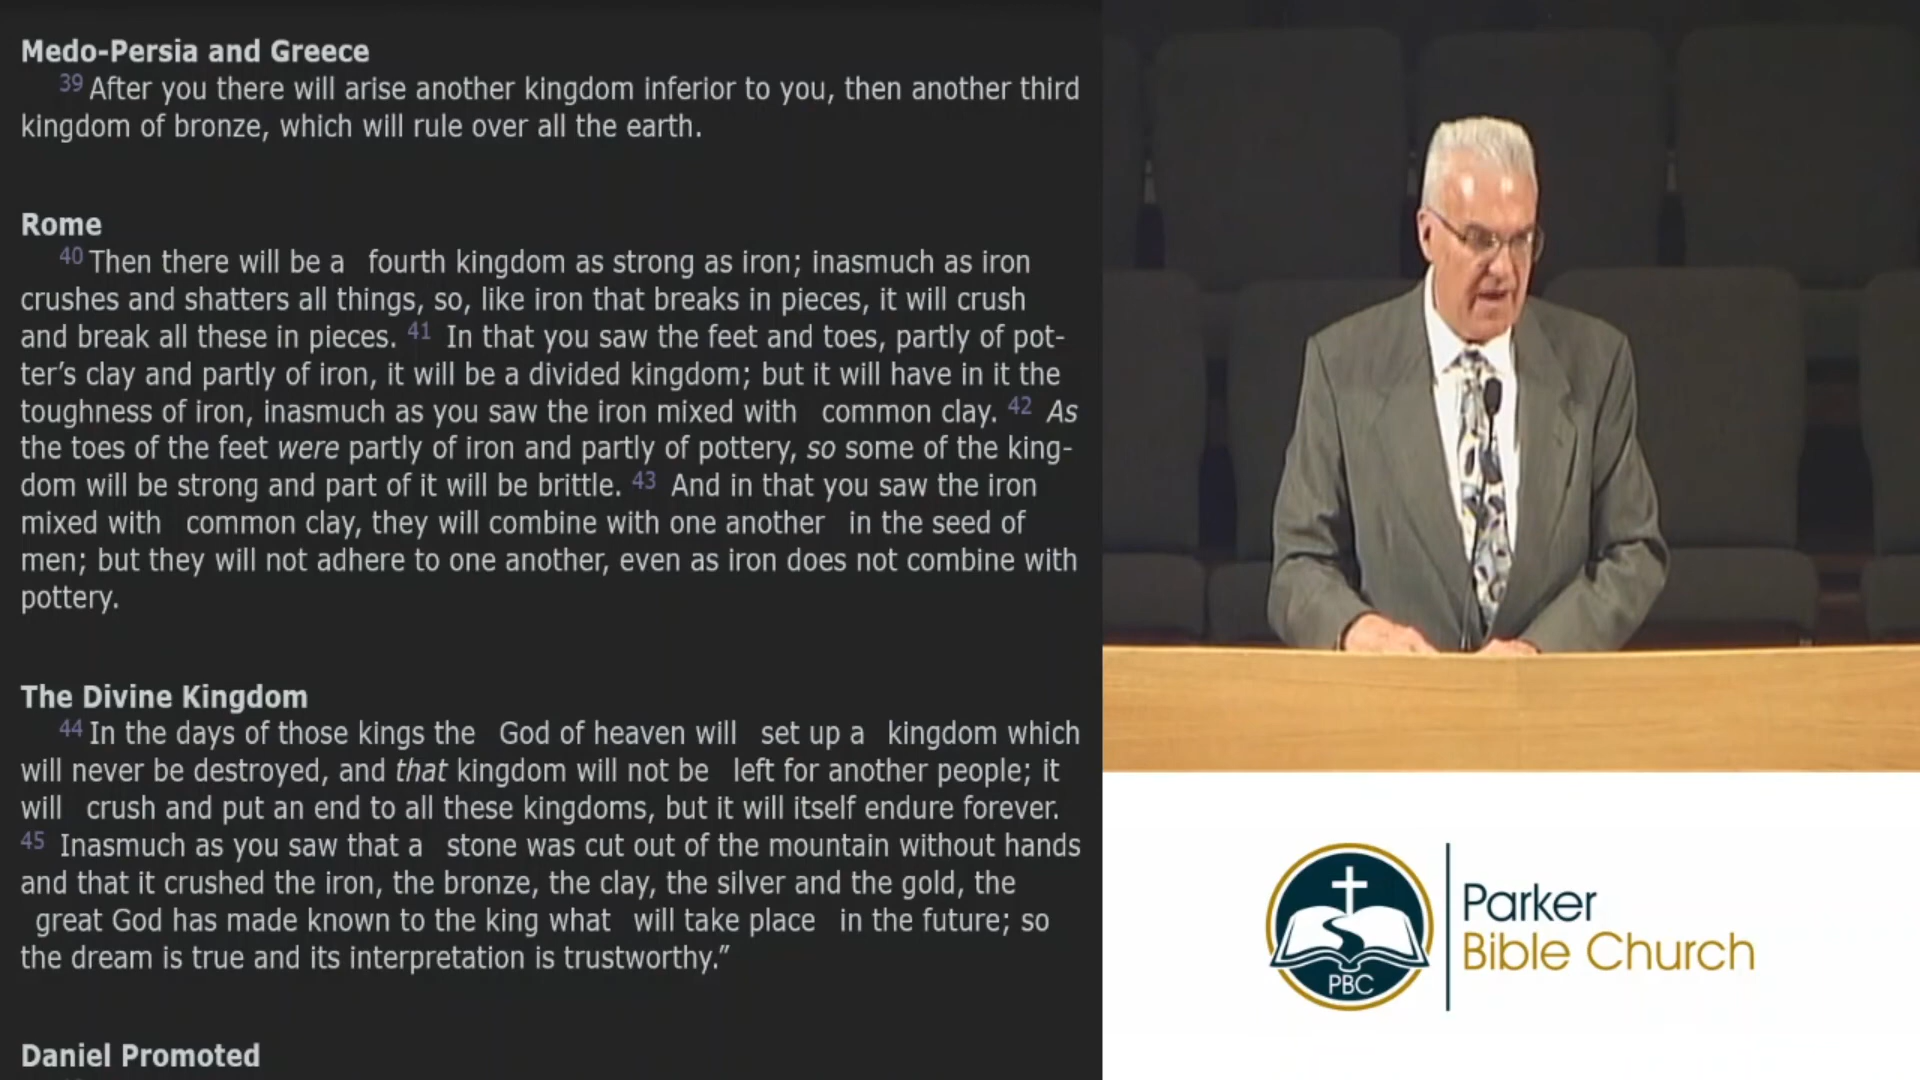 Medo-Persia and Greece
39 After you there will arise another kingdom inferior to you, then another third
kingdom of bronze, which will rule over all the earth.
Rome
40 Then there will be a fourth kingdom as strong as iron; inasmuch as iron
crushes and shatters all things, so, like iron that breaks in pieces, it will crush
and break all these in pieces. 41 In that you saw the feet and toes, partly of pot-
ter’s clay and partly of iron, it will be a divided kingdom; but it will have in it the
toughness of iron, inasmuch as you saw the iron mixed with common clay. 42 As
the toes of the feet were partly of iron and partly of pottery, so some of the king-
dom will be strong and part of it will be brittle. 43 And in that you saw the iron
mixed with common clay, they will combine with one another in the seed of
men; but they will not adhere to one another, even as iron does not combine with
pottery.
The Divine Kingdom
44 In the days of those kings the God of heaven will set up a kingdom which
will never be destroyed, and that kingdom will not be left for another people; it
will crush and put an end to all these kingdoms, but it will itself endure forever.
45 Inasmuch as you saw that a stone was cut out of the mountain without hands
and that it crushed the iron, the bronze, the clay, the silver and the gold, the
great God has made known to the king what will take place in the future; so
the dream is true and its interpretation is trustworthy.”
Daniel Promoted
PBC
Parker
Bible Church